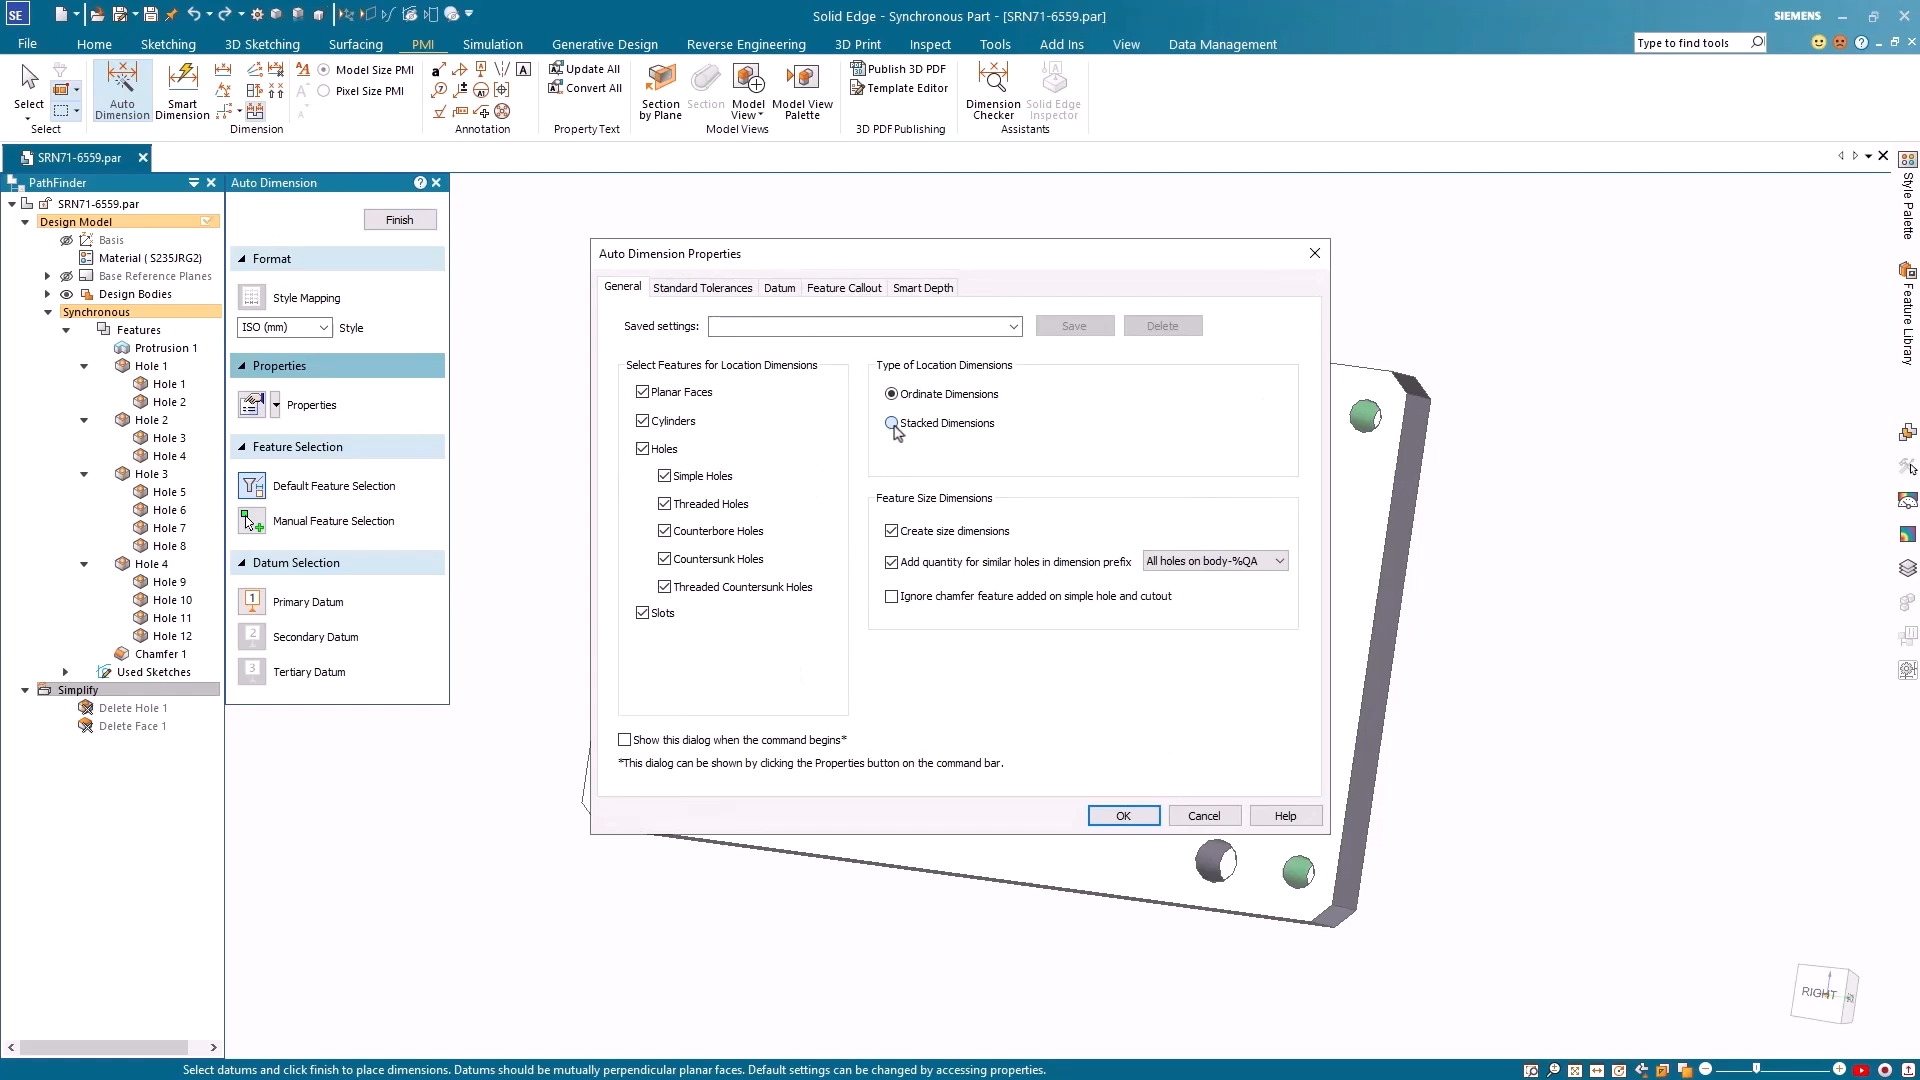 SE
Solid Edge - Synchronous Part - [SRN71-6559.par]
SIEMENS
File
Home
Sketching
3D Sketching
Surfacing
PMI
Simulation
Generative Design
Reverse Engineering
3D Print
Inspect
Tools
Add Ins
View
Data Management
Type to find tools
Select
Select
Auto Dimension
Smart Dimension
Model Size PMI
Pixel Size PMI
Dimension
Annotation
Update All
Convert All
Property Text
Section by Plane
Section
Model View
Model View Palette
Model Views
Publish 3D PDF
Template Editor
3D PDF Publishing
Dimension Checker
Solid Edge Inspector
Assistants
SRN71-6559.par
PathFinder
SRN71-6559.par
Design Model
Basis
Material ( S235JRG2)
Base Reference Planes
Design Bodies
Synchronous
Features
Protrusion 1
Hole 1
Hole 1
Hole 2
Hole 2
Hole 3
Hole 4
Hole 3
Hole 5
Hole 6
Hole 7
Hole 8
Hole 4
Hole 9
Hole 10
Hole 11
Hole 12
Chamfer 1
Used Sketches
Simplify
Delete Hole 1
Delete Face 1
Auto Dimension
Finish
Format
Style Mapping
ISO (mm)
Style
Properties
Properties
Feature Selection
Default Feature Selection
Manual Feature Selection
Datum Selection
1
Primary Datum
2
Secondary Datum
3
Tertiary Datum
Auto Dimension Properties
General
Standard Tolerances
Datum
Feature Callout
Smart Depth
Saved settings:
Save
Delete
Select Features for Location Dimensions
Planar Faces
Cylinders
Holes
Simple Holes
Threaded Holes
Counterbore Holes
Countersunk Holes
Threaded Countersunk Holes
Slots
Type of Location Dimensions
Ordinate Dimensions
Stacked Dimensions
Feature Size Dimensions
Create size dimensions
Add quantity for similar holes in dimension prefix
All holes on body-%QA
Ignore chamfer feature added on simple hole and cutout
Show this dialog when the command begins*
*This dialog can be shown by clicking the Properties button on the command bar.
OK
Cancel
Help
Style Palette
Feature Library
RIGHT
Select datums and click finish to place dimensions. Datums should be mutually perpendicular planar faces. Default settings can be changed by accessing properties.